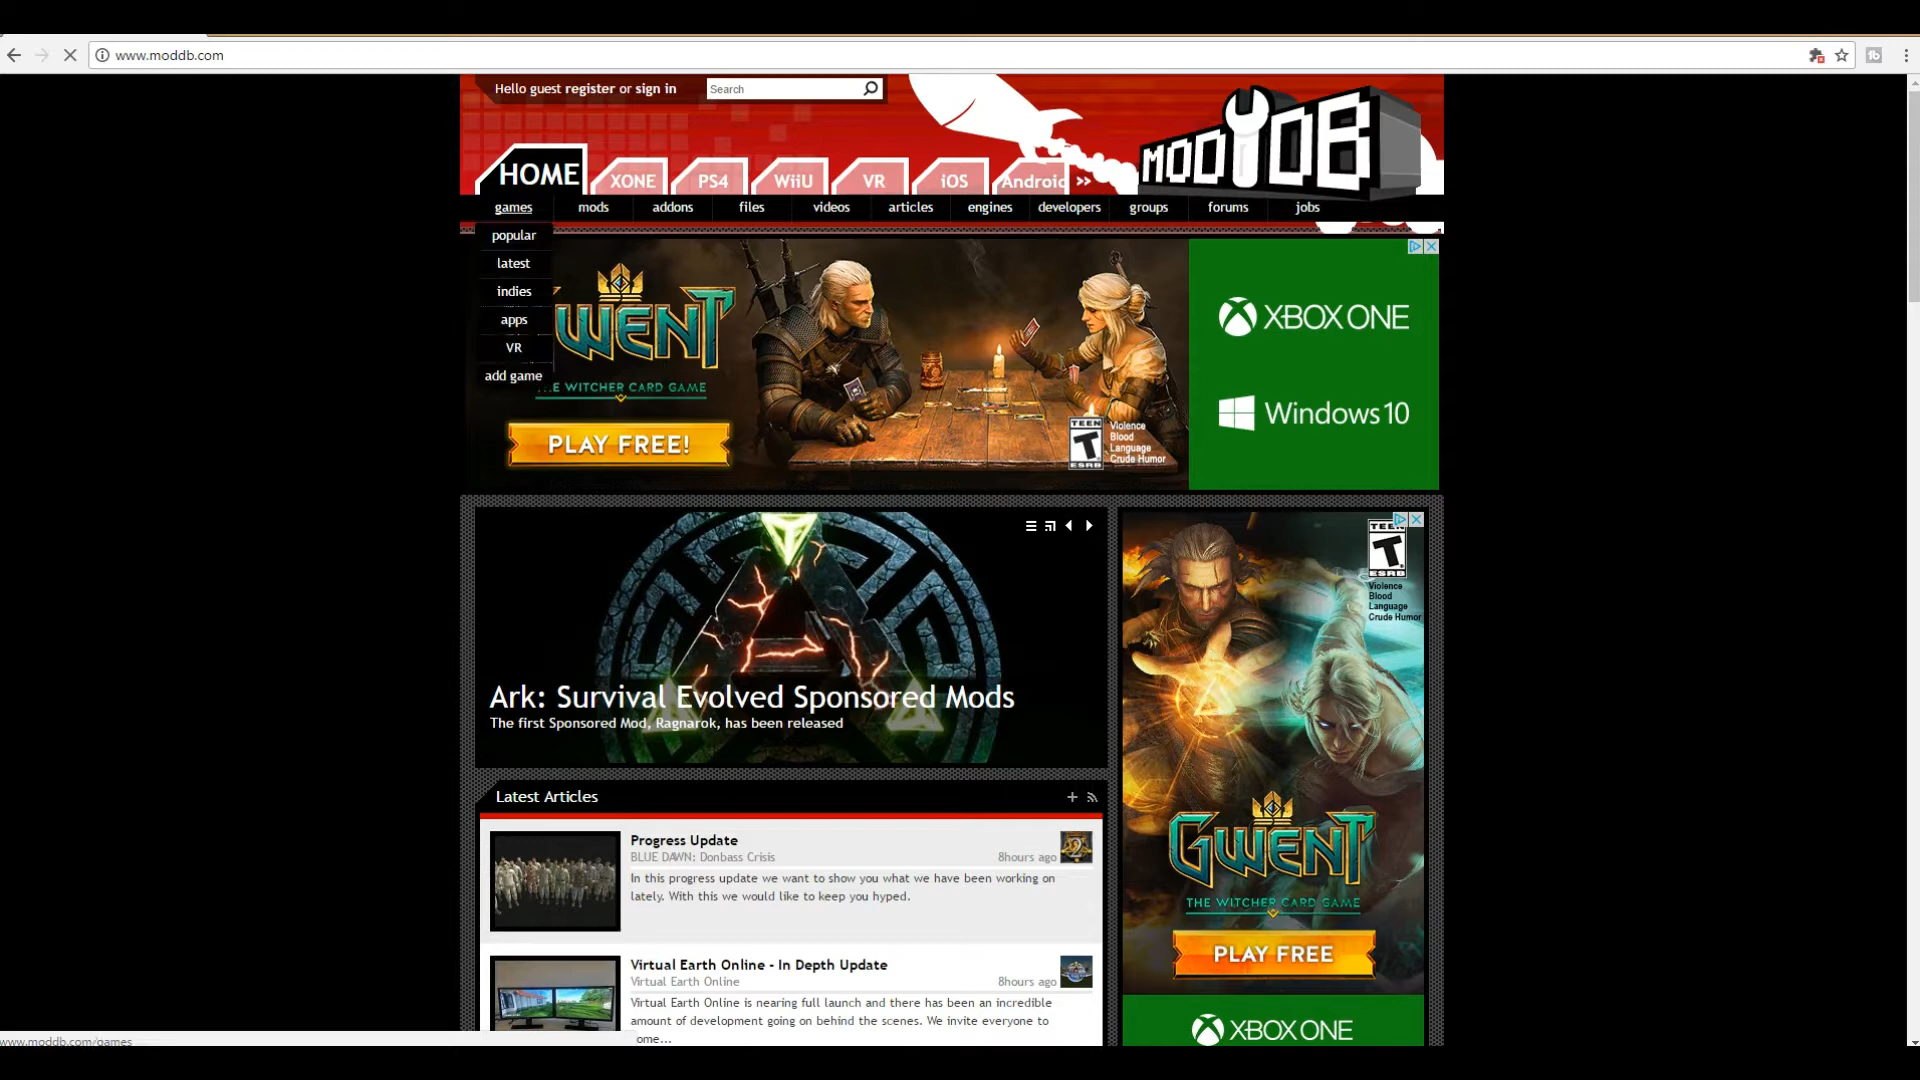 www.moddb.com
Hello guest register or sign in
Search
MODDB
HOME XONE PS4 WiiU VR iOS Android »
games mods addons files videos articles engines developers groups forums jobs
popular
latest
indies
apps
VR
add game
WENT
THE WITCHER CARD GAME
PLAY FREE!
TEEN
T
ESRB
Violence
Blood
Language
Crude Humor
XBOX ONE
Windows 10
Ark: Survival Evolved Sponsored Mods
The first Sponsored Mod, Ragnarok, has been released
TEEN
T
ESRB
Violence
Blood
Language
Crude Humor
GWENT
THE WITCHER CARD GAME
PLAY FREE
XBOX ONE
Latest Articles
Progress Update
BLUE DAWN: Donbass Crisis 8hours ago
In this progress update we want to show you what we have been working on
lately. With this we would like to keep you hyped.
Virtual Earth Online - In Depth Update
Virtual Earth Online 8hours ago
Virtual Earth Online is nearing full launch and there has been an incredible
amount of development going on behind the scenes. We invite everyone to
ome...
www.moddb.com/games